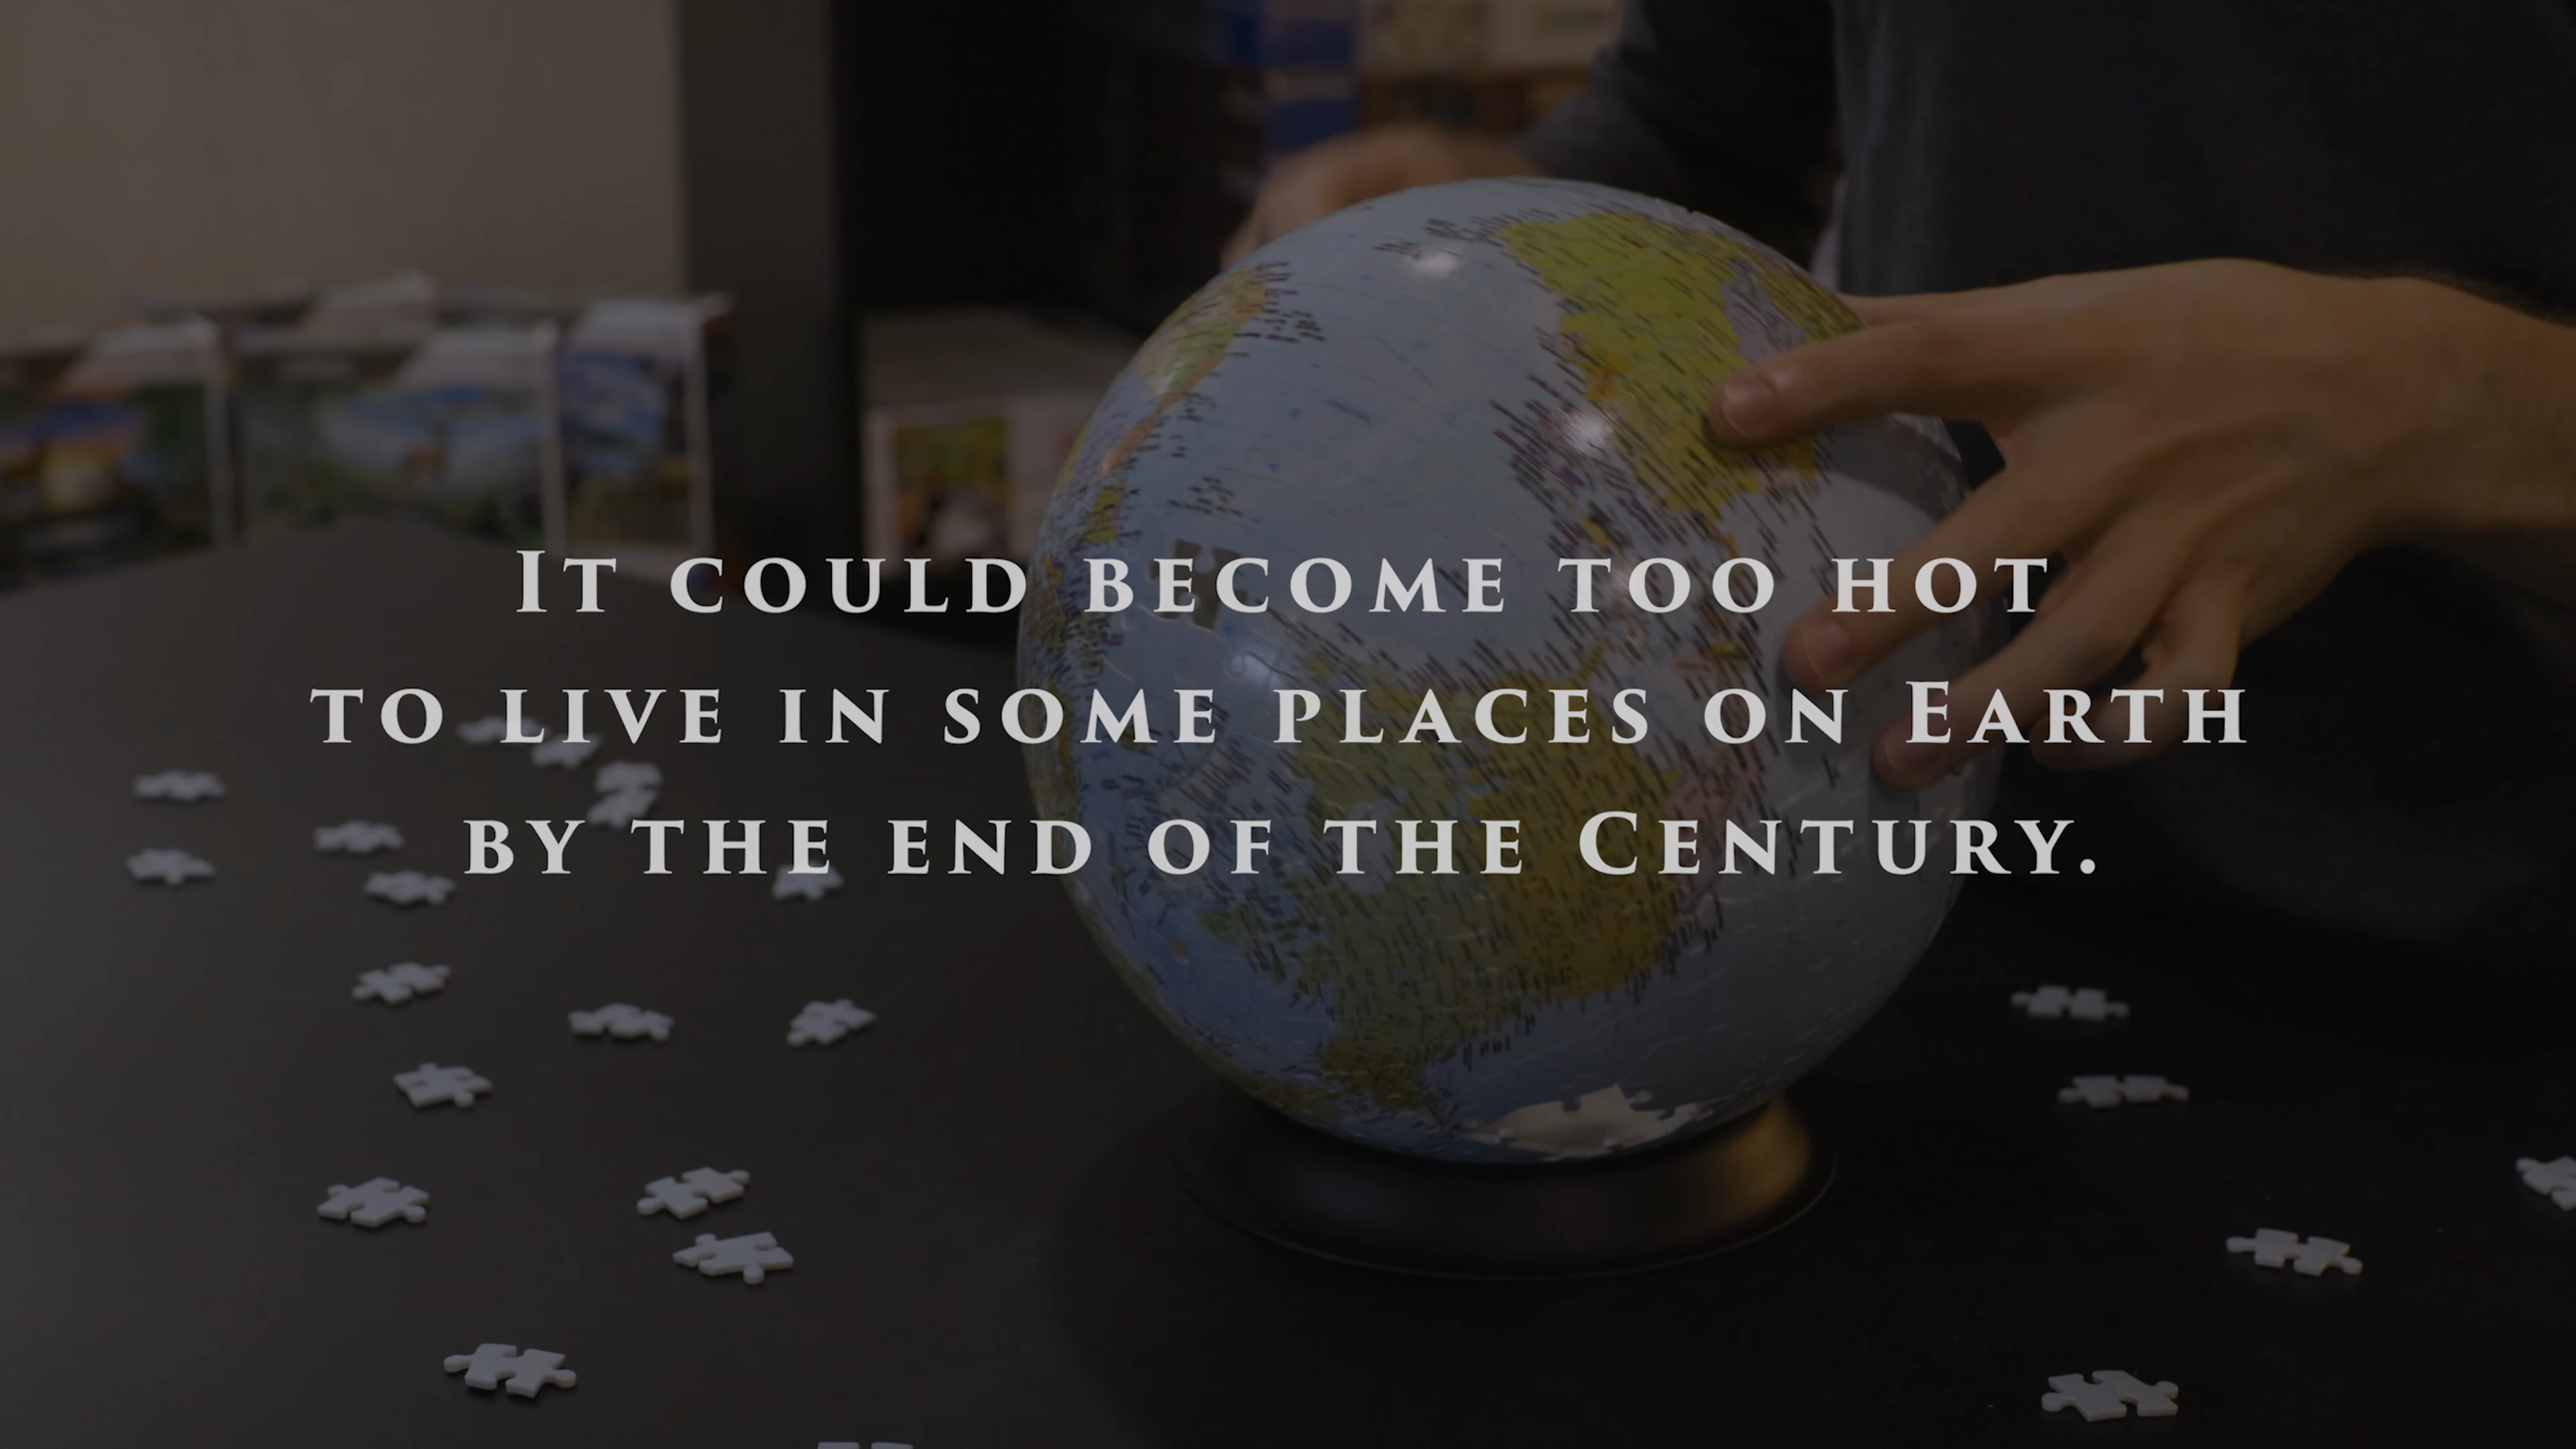 It could become too hot
to live in some places on Earth
by the end of the Century.